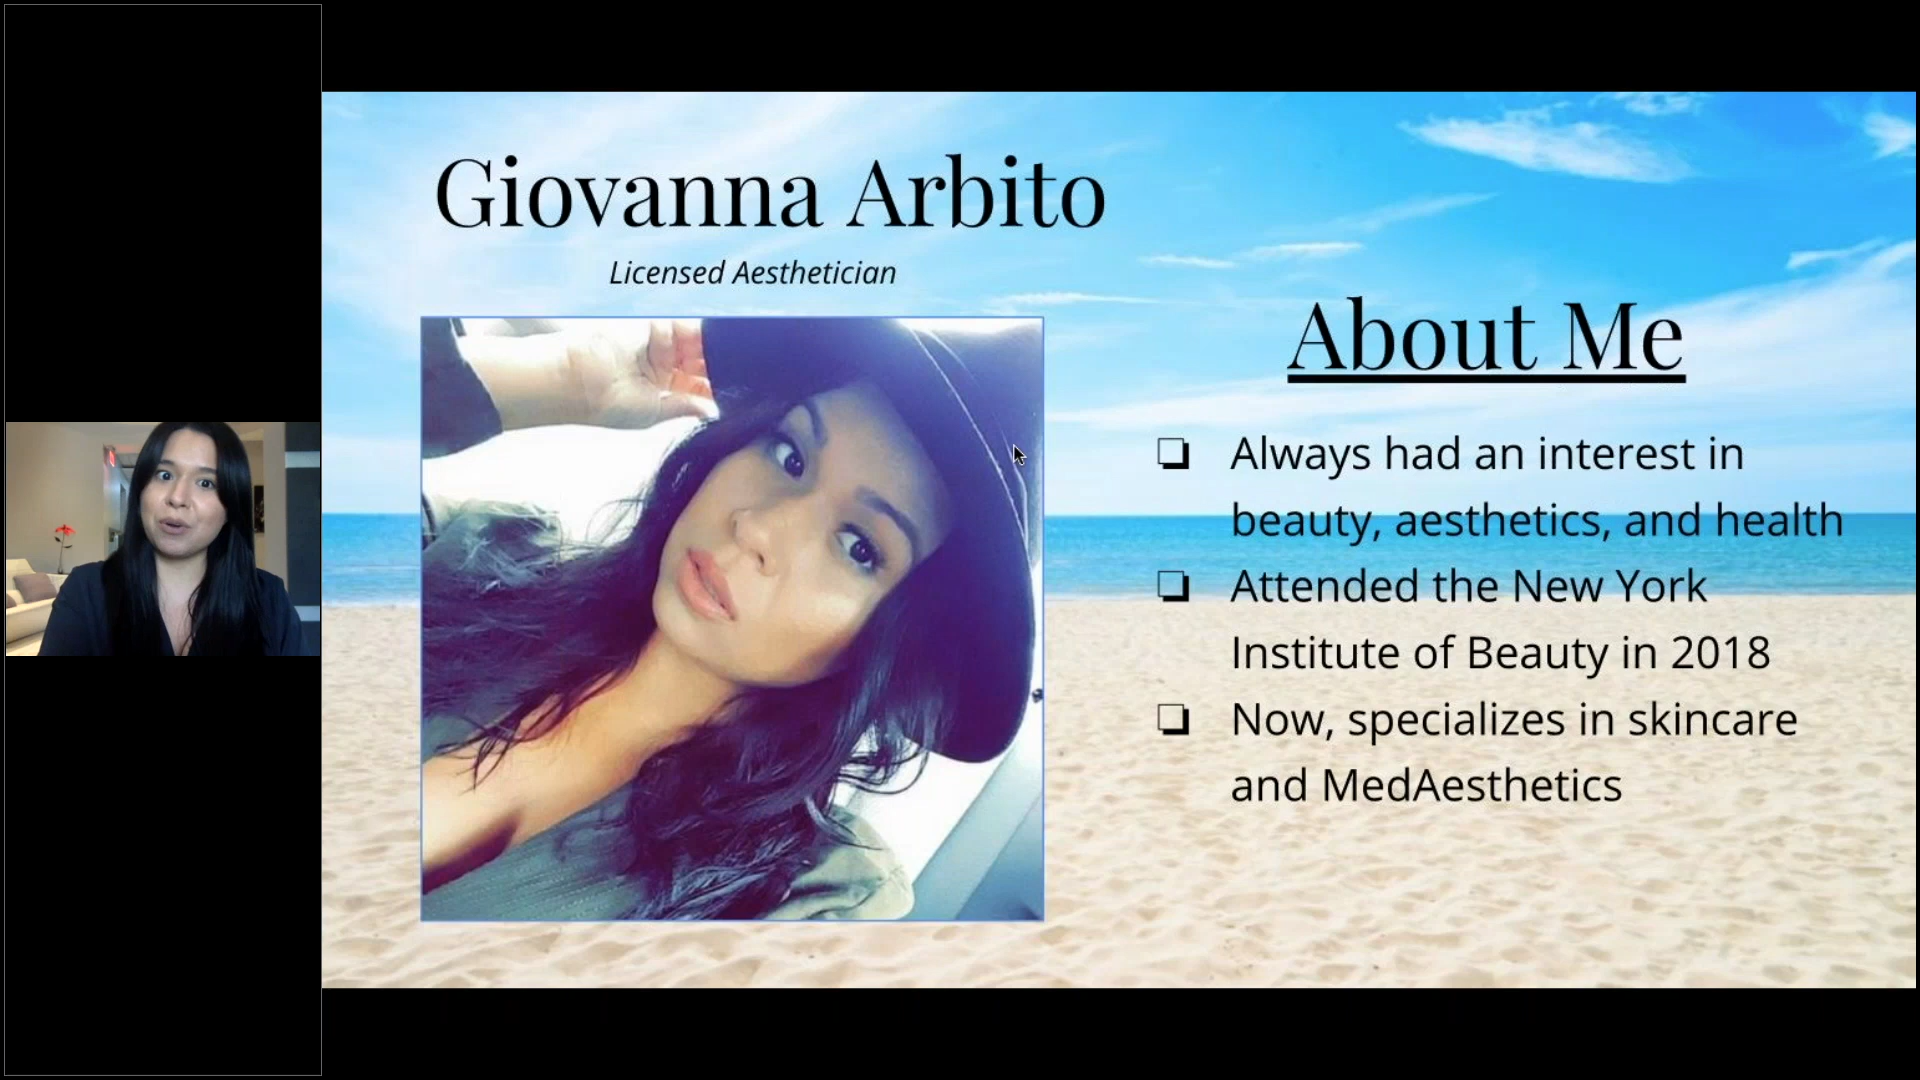 Giovanna Arbito
Licensed Aesthetician
About Me
❏ Always had an interest in
beauty, aesthetics, and health
❏ Attended the New York
Institute of Beauty in 2018
❏ Now, specializes in skincare
and MedAesthetics